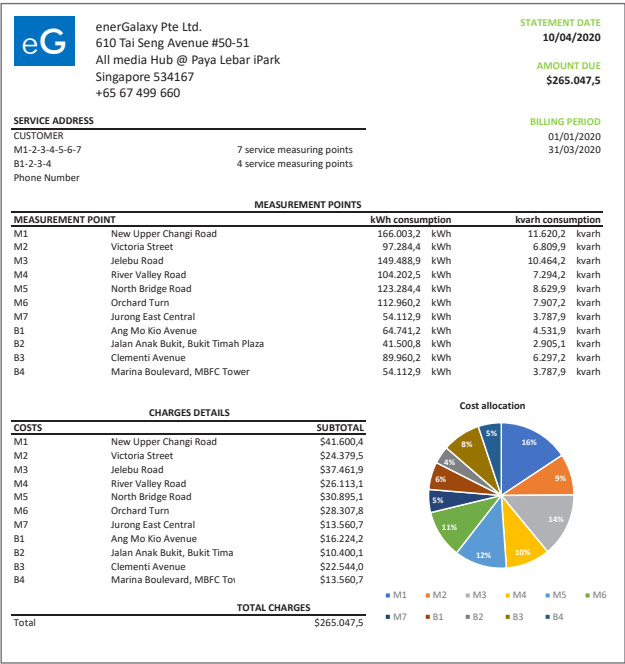 eG
enerGalaxy Pte Ltd.
610 Tai Seng Avenue #50-51
All media Hub @ Paya Lebar iPark
Singapore 534167
+65 67 499 660
STATEMENT DATE
10/04/2020
AMOUNT DUE
$265.047,5
SERVICE ADDRESS
CUSTOMER
M1-2-3-4-5-6-7 7 service measuring points
B1-2-3-4 4 service measuring points
Phone Number
BILLING PERIOD
01/01/2020
31/03/2020
MEASUREMENT POINTS
MEASUREMENT POINT kWh consumption kvarh consumption
M1 New Upper Changi Road 166.003,2 kWh 11.620,2 kvarh
M2 Victoria Street 97.284,4 kWh 6.809,9 kvarh
M3 Jelebu Road 149.488,9 kWh 10.464,2 kvarh
M4 River Valley Road 104.202,5 kWh 7.294,2 kvarh
M5 North Bridge Road 123.284,4 kWh 8.629,9 kvarh
M6 Orchard Turn 112.960,2 kWh 7.907,2 kvarh
M7 Jurong East Central 54.112,9 kWh 3.787,9 kvarh
B1 Ang Mo Kio Avenue 64.741,2 kWh 4.531,9 kvarh
B2 Jalan Anak Bukit, Bukit Timah Plaza 41.500,8 kWh 2.905,1 kvarh
B3 Clementi Avenue 89.960,2 kWh 6.297,2 kvarh
B4 Marina Boulevard, MBFC Tower 54.112,9 kWh 3.787,9 kvarh
CHARGES DETAILS
COSTS SUBTOTAL
M1 New Upper Changi Road $41.600,4
M2 Victoria Street $24.379,5
M3 Jelebu Road $37.461,9
M4 River Valley Road $26.113,1
M5 North Bridge Road $30.895,1
M6 Orchard Turn $28.307,8
M7 Jurong East Central $13.560,7
B1 Ang Mo Kio Avenue $16.224,2
B2 Jalan Anak Bukit, Bukit Tima $10.400,1
B3 Clementi Avenue $22.544,0
B4 Marina Boulevard, MBFC Tov $13.560,7
TOTAL CHARGES
Total $265.047,5
Cost allocation
16%
9%
14%
10%
12%
11%
5%
6%
4%
8%
5%
M1 M2 M3 M4 M5 M6
M7 B1 B2 B3 B4